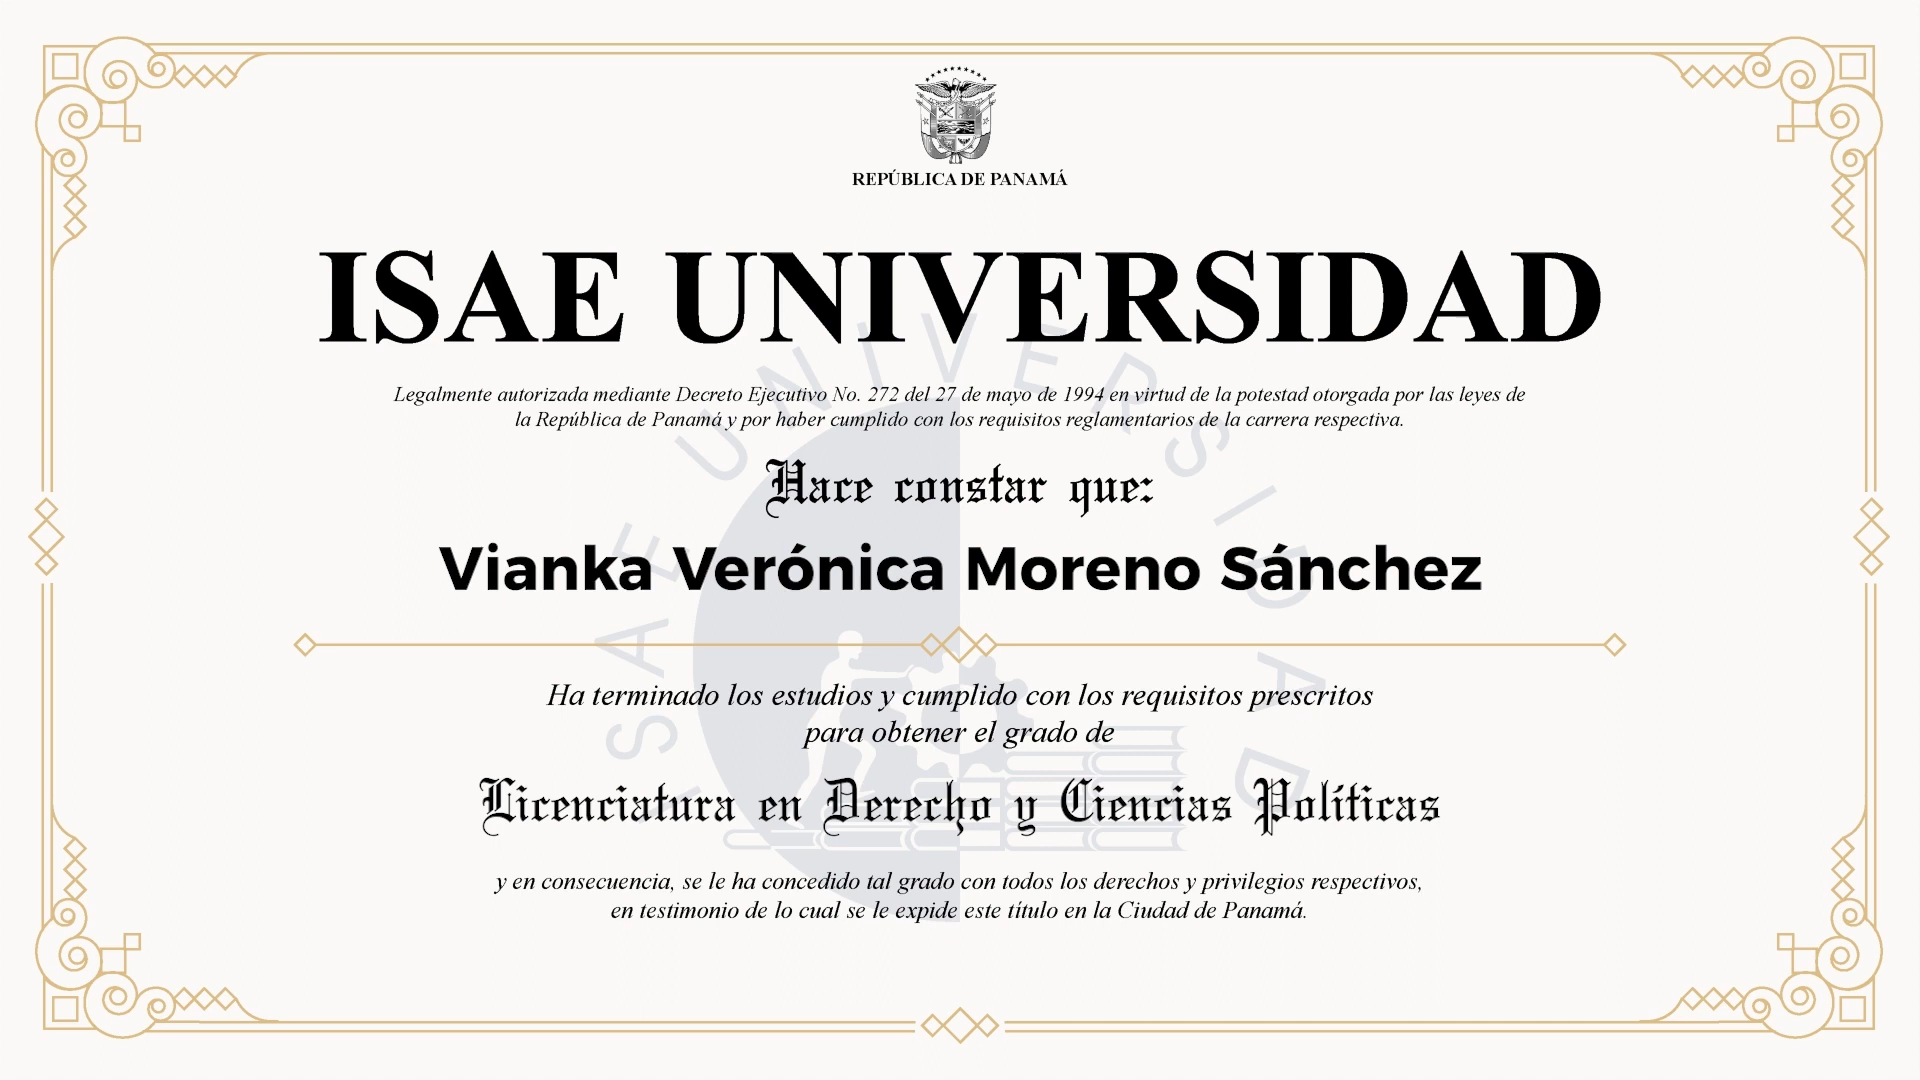 REPÚBLICA DE PANAMÁ
ISAE UNIVERSIDAD
Legalmente autorizada mediante Decreto Ejecutivo No. 272 del 27 de mayo de 1994 en virtud de la potestad otorgada por las leyes de
la República de Panamá y por haber cumplido con los requisitos reglamentarios de la carrera respectiva.
Hace constar que:
Vianka Verónica Moreno Sánchez
Ha terminado los estudios y cumplido con los requisitos prescritos
para obtener el grado de
Licenciatura en Derecho y Ciencias Políticas
y en consecuencia, se le ha concedido tal grado con todos los derechos y privilegios respectivos,
en testimonio de lo cual se le expide este título en la Ciudad de Panamá.
ISAE UNIVERSIDAD